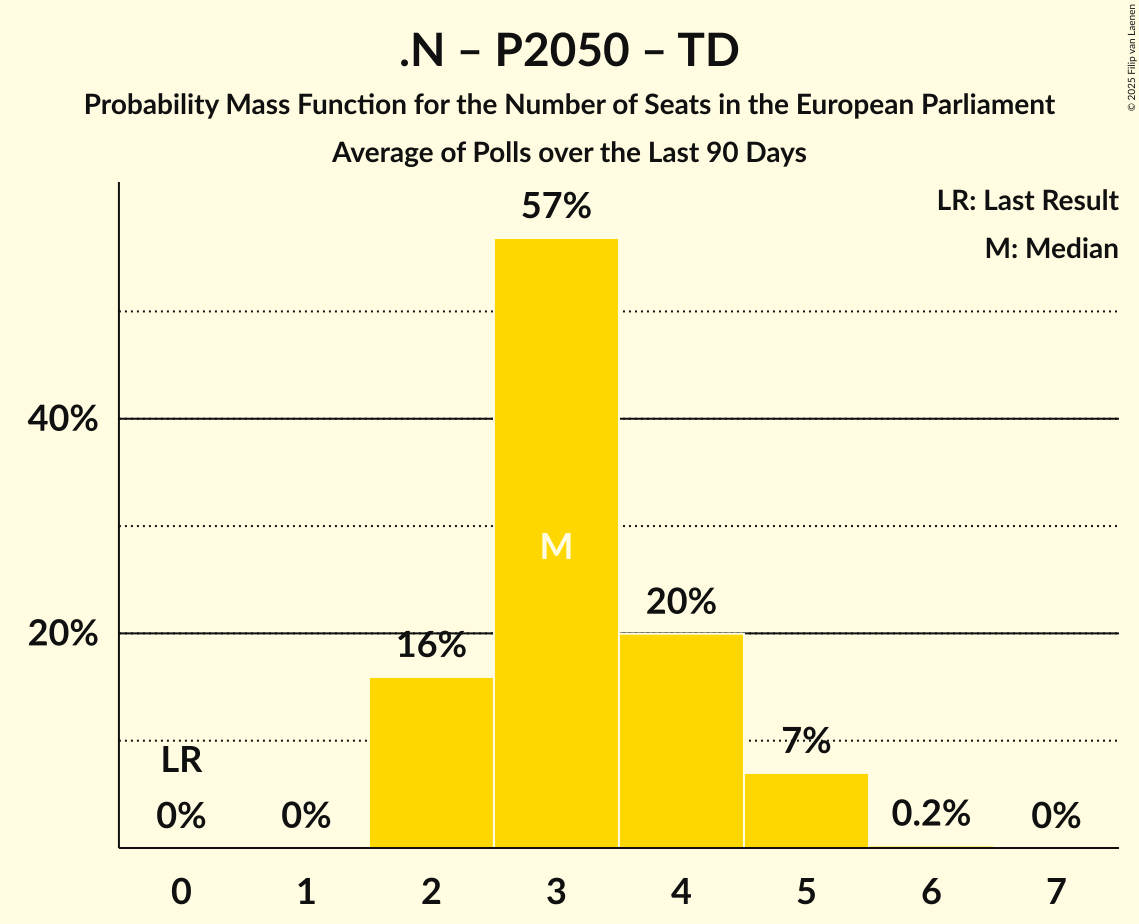 .N – P2050 – TD
Probability Mass Function for the Number of Seats in the European Parliament
Average of Polls over the Last 90 Days
© 2025 Filip van Laenen
LR: Last Result
M: Median
57%
40%
M
20%
20%
16%
7%
LR
0%
0%
0.2%
0%
0 1 2 3 4 5 6 7